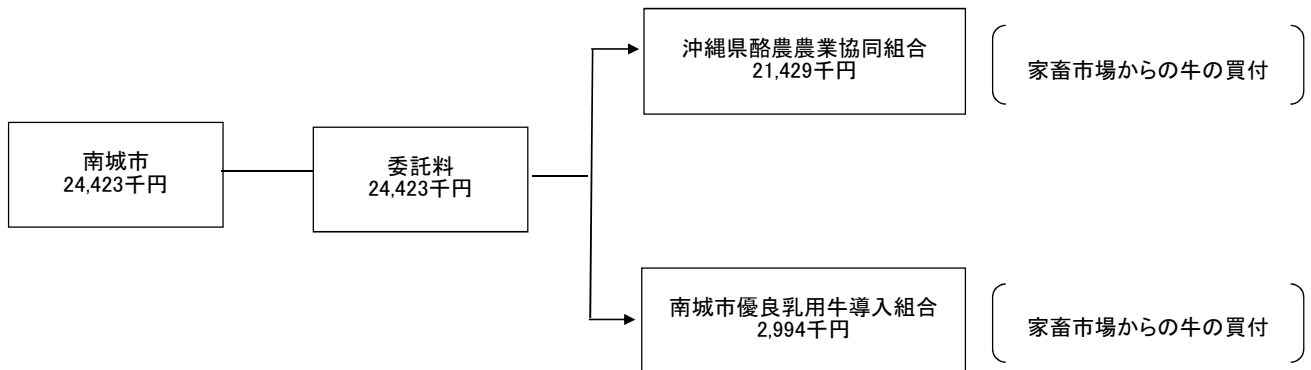 南城市
24,423千円
委託料
24,423千円
沖縄県酪農農業協同組合
21,429千円
家畜市場からの牛の買付
南城市優良乳用牛導入組合
2,994千円
家畜市場からの牛の買付